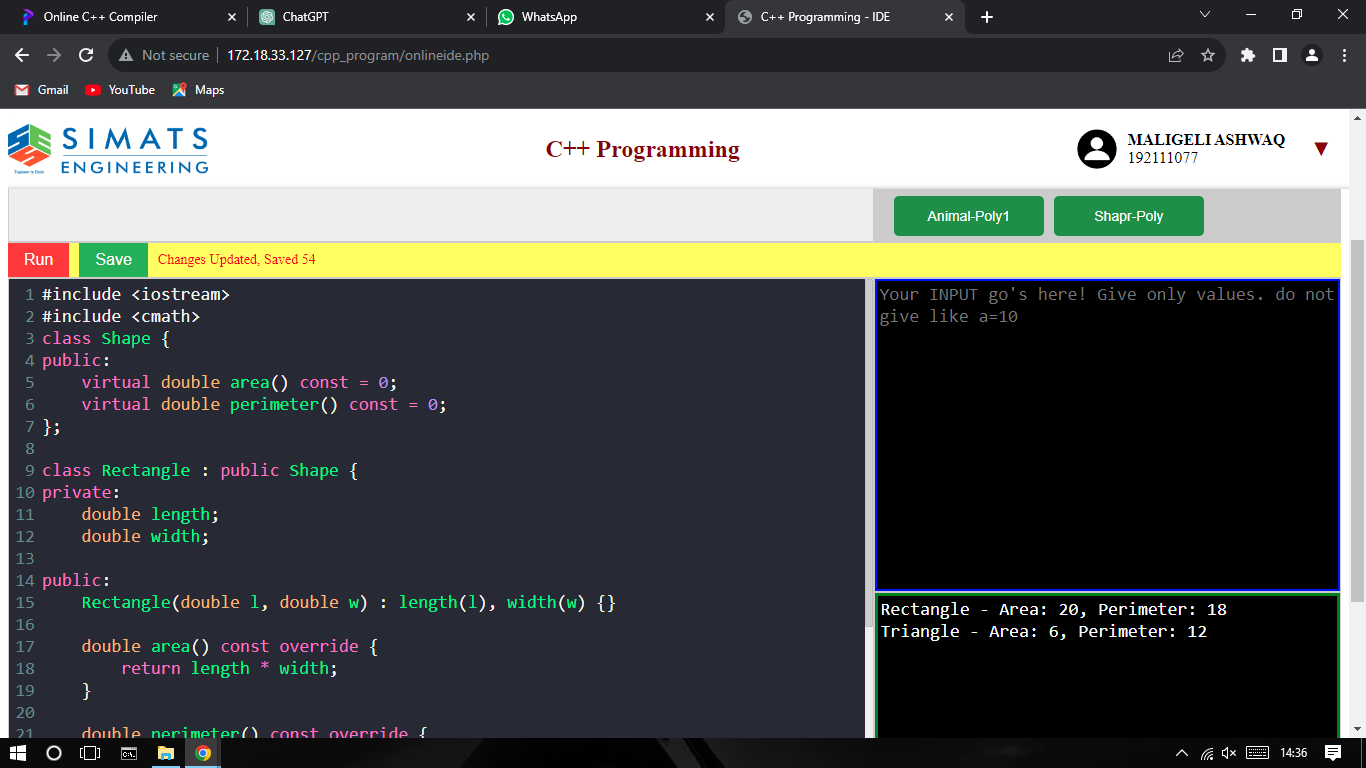 Online C++ Compiler
ChatGPT
WhatsApp
C++ Programming - IDE
Not secure
172.18.33.127/cpp_program/onlineide.php
Gmail
YouTube
Maps
SIMATS
ENGINEERING
Engineer to Excel
C++ Programming
MALIGELI ASHWAQ
192111077
Animal-Poly1
Shapr-Poly
Run
Save
Changes Updated, Saved 54
1 #include <iostream>
2 #include <cmath>
3 class Shape {
4 public:
5     virtual double area() const = 0;
6     virtual double perimeter() const = 0;
7 };
8
9 class Rectangle : public Shape {
10 private:
11     double length;
12     double width;
13
14 public:
15     Rectangle(double l, double w) : length(l), width(w) {}
16
17     double area() const override {
18         return length * width;
19     }
20
21     double perimeter() const override {
Your INPUT go's here! Give only values. do not
give like a=10
Rectangle - Area: 20, Perimeter: 18
Triangle - Area: 6, Perimeter: 12
14:36